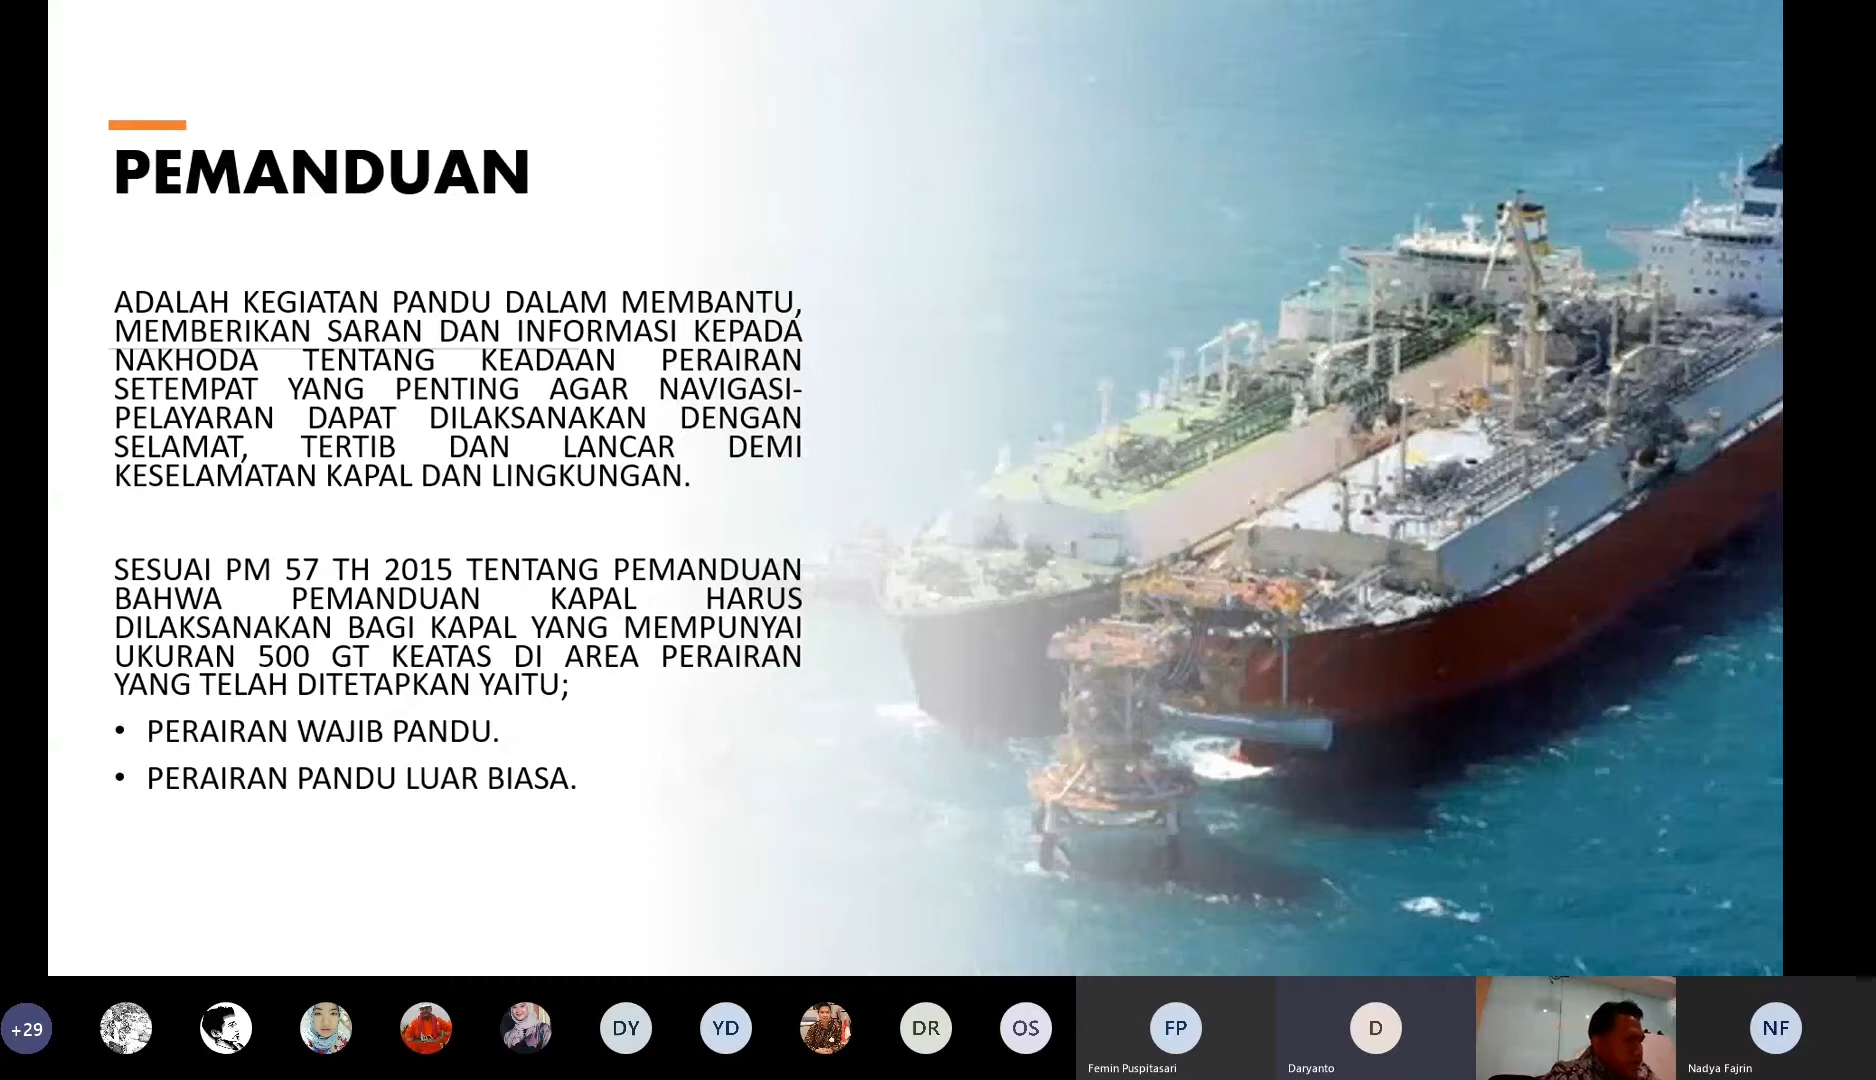 PEMANDUAN
ADALAH KEGIATAN PANDU DALAM MEMBANTU,
MEMBERIKAN SARAN DAN INFORMASI KEPADA
NAKHODA TENTANG KEADAAN PERAIRAN
SETEMPAT YANG PENTING AGAR NAVIGASI-
PELAYARAN DAPAT DILAKSANAKAN DENGAN
SELAMAT, TERTIB DAN LANCAR DEMI
KESELAMATAN KAPAL DAN LINGKUNGAN.
SESUAI PM 57 TH 2015 TENTANG PEMANDUAN
BAHWA PEMANDUAN KAPAL HARUS
DILAKSANAKAN BAGI KAPAL YANG MEMPUNYAI
UKURAN 500 GT KEATAS DI AREA PERAIRAN
YANG TELAH DITETAPKAN YAITU;
• PERAIRAN WAJIB PANDU.
• PERAIRAN PANDU LUAR BIASA.
+29
DY
YD
DR
OS
FP
D
NF
Femin Puspitasari
Daryanto
Nadya Fajrin